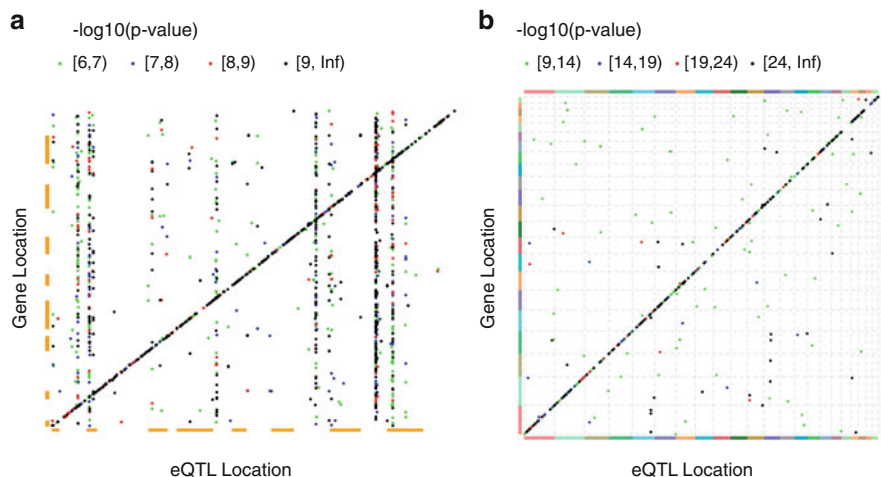 a
-log10(p-value)
[6,7) [7,8) [8,9) [9, Inf)
Gene Location
eQTL Location
b
-log10(p-value)
[9,14) [14,19) [19,24) [24, Inf)
Gene Location
eQTL Location